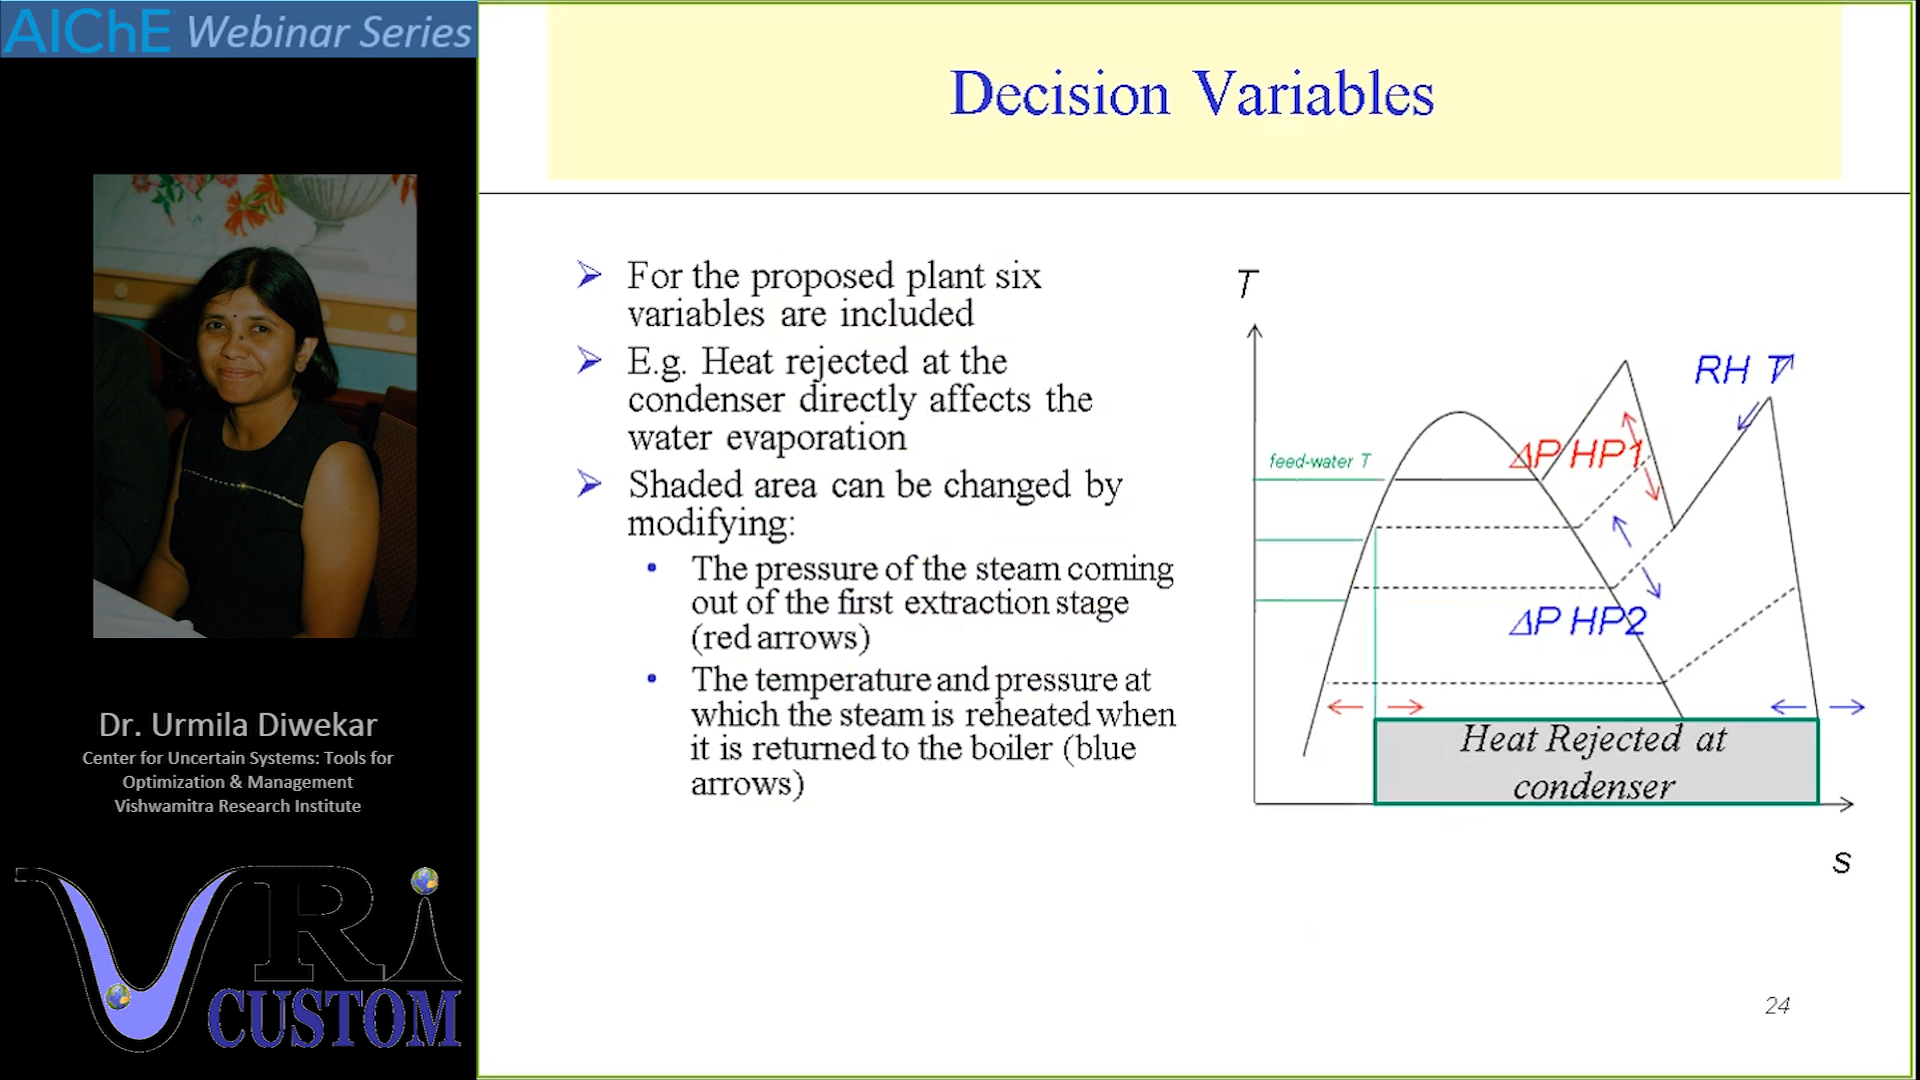 AIChE Webinar Series
Decision Variables
For the proposed plant six
variables are included
E.g. Heat rejected at the
condenser directly affects the
water evaporation
Shaded area can be changed by
modifying:
The pressure of the steam coming
out of the first extraction stage
(red arrows)
The temperature and pressure at
which the steam is reheated when
it is returned to the boiler (blue
arrows)
T
RH T
feed-water T
ΔP HP1
ΔP HP2
Heat Rejected at
condenser
S
Dr. Urmila Diwekar
Center for Uncertain Systems: Tools for
Optimization & Management
Vishwamitra Research Institute
VRi
CUSTOM
24